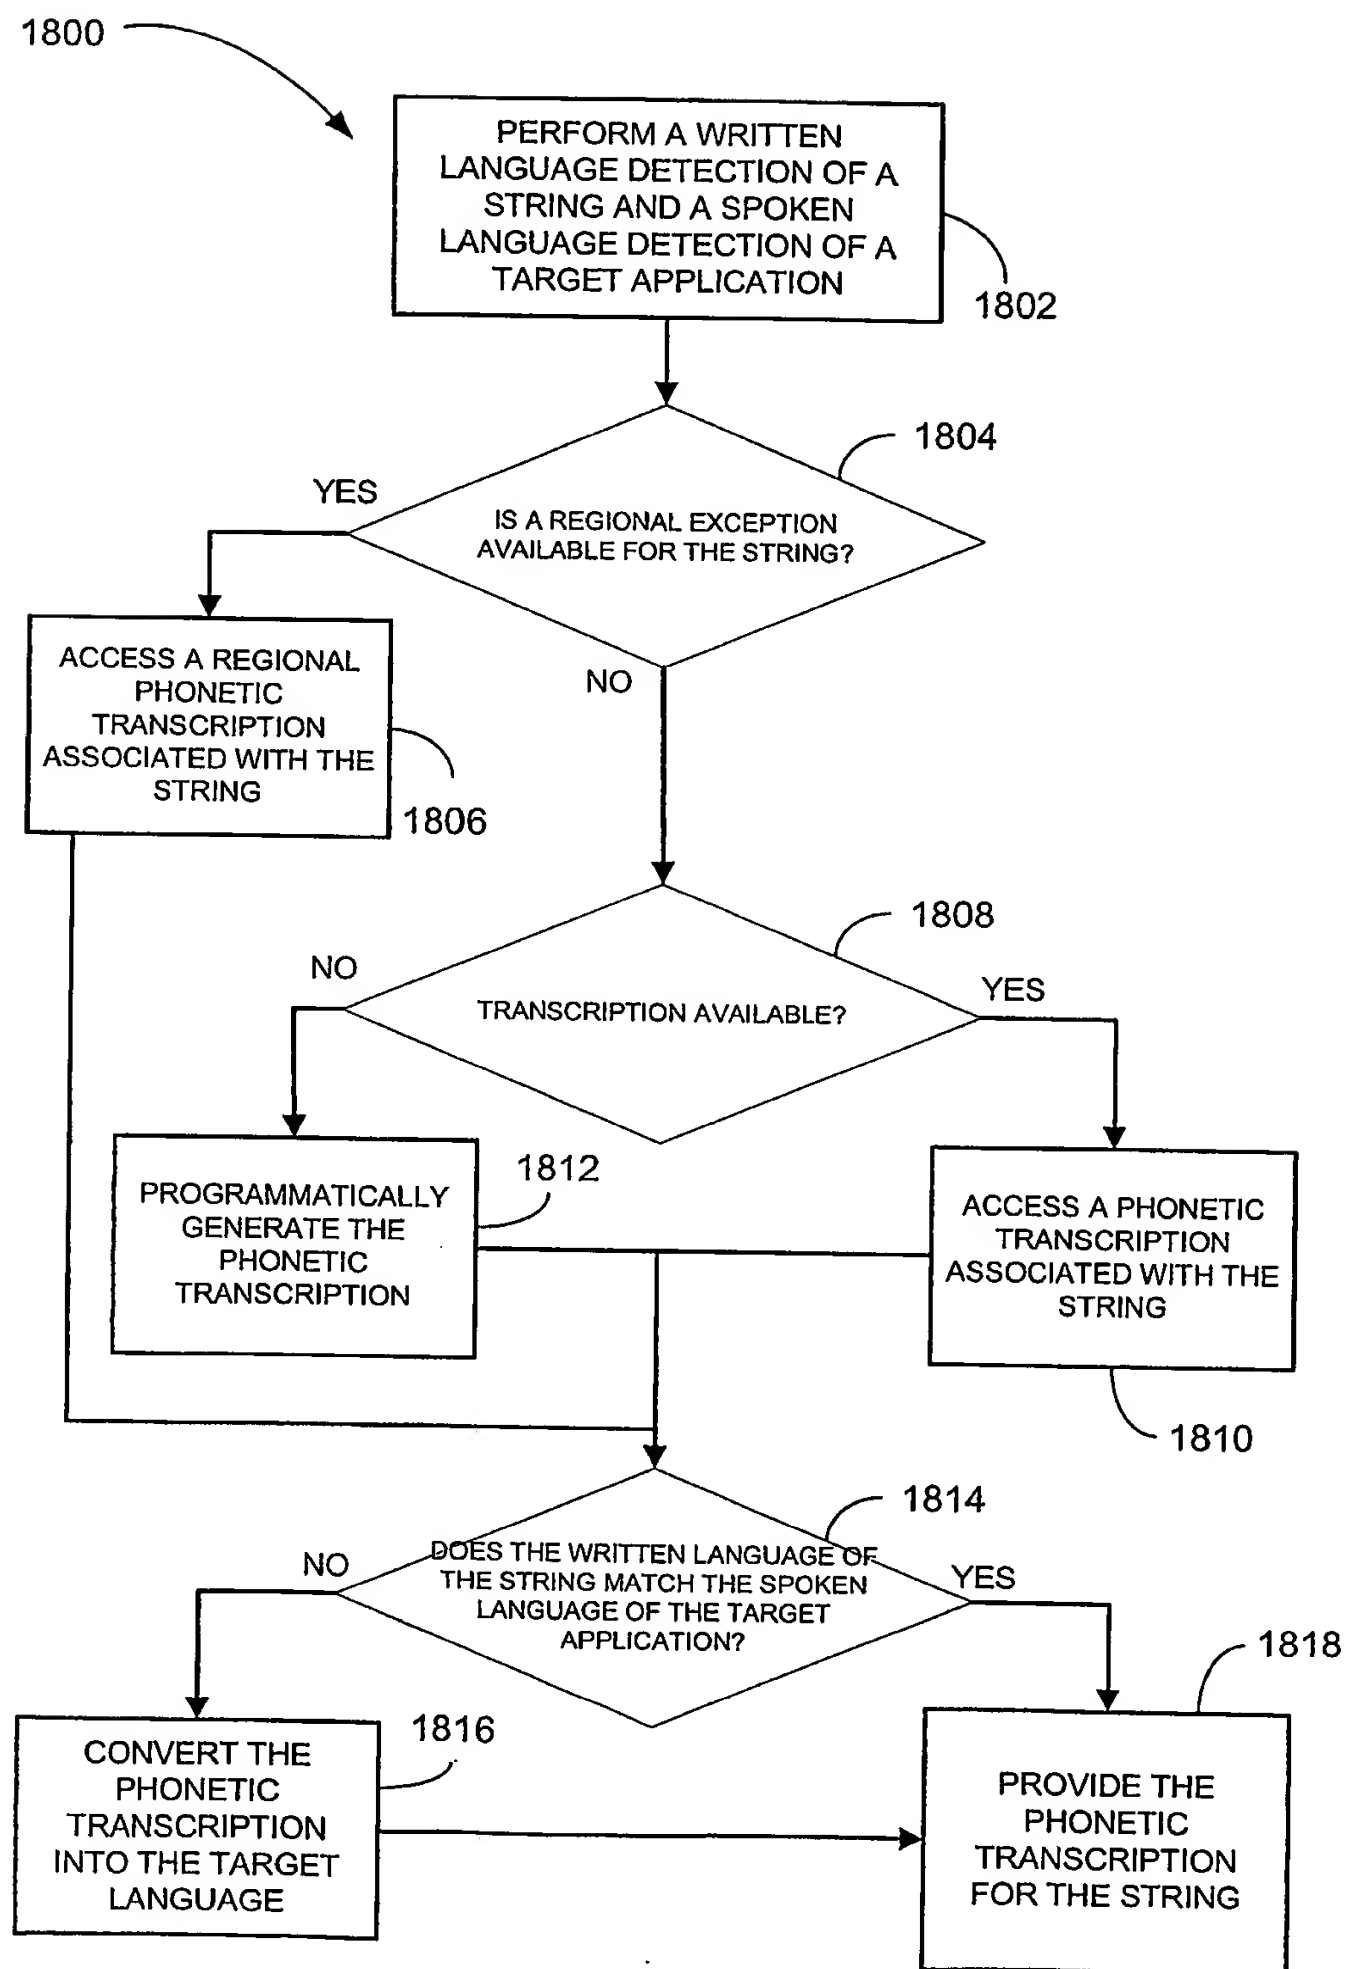 1800
PERFORM A WRITTEN
LANGUAGE DETECTION OF A
STRING AND A SPOKEN
LANGUAGE DETECTION OF A
TARGET APPLICATION
1802
1804
YES
IS A REGIONAL EXCEPTION
AVAILABLE FOR THE STRING?
NO
ACCESS A REGIONAL
PHONETIC
TRANSCRIPTION
ASSOCIATED WITH THE
STRING
1806
1808
NO
YES
TRANSCRIPTION AVAILABLE?
1812
PROGRAMMATICALLY
GENERATE THE
PHONETIC
TRANSCRIPTION
ACCESS A PHONETIC
TRANSCRIPTION
ASSOCIATED WITH THE
STRING
1810
1814
NO
YES
DOES THE WRITTEN LANGUAGE OF
THE STRING MATCH THE SPOKEN
LANGUAGE OF THE TARGET
APPLICATION?
1816
1818
CONVERT THE
PHONETIC
TRANSCRIPTION
INTO THE TARGET
LANGUAGE
PROVIDE THE
PHONETIC
TRANSCRIPTION
FOR THE STRING